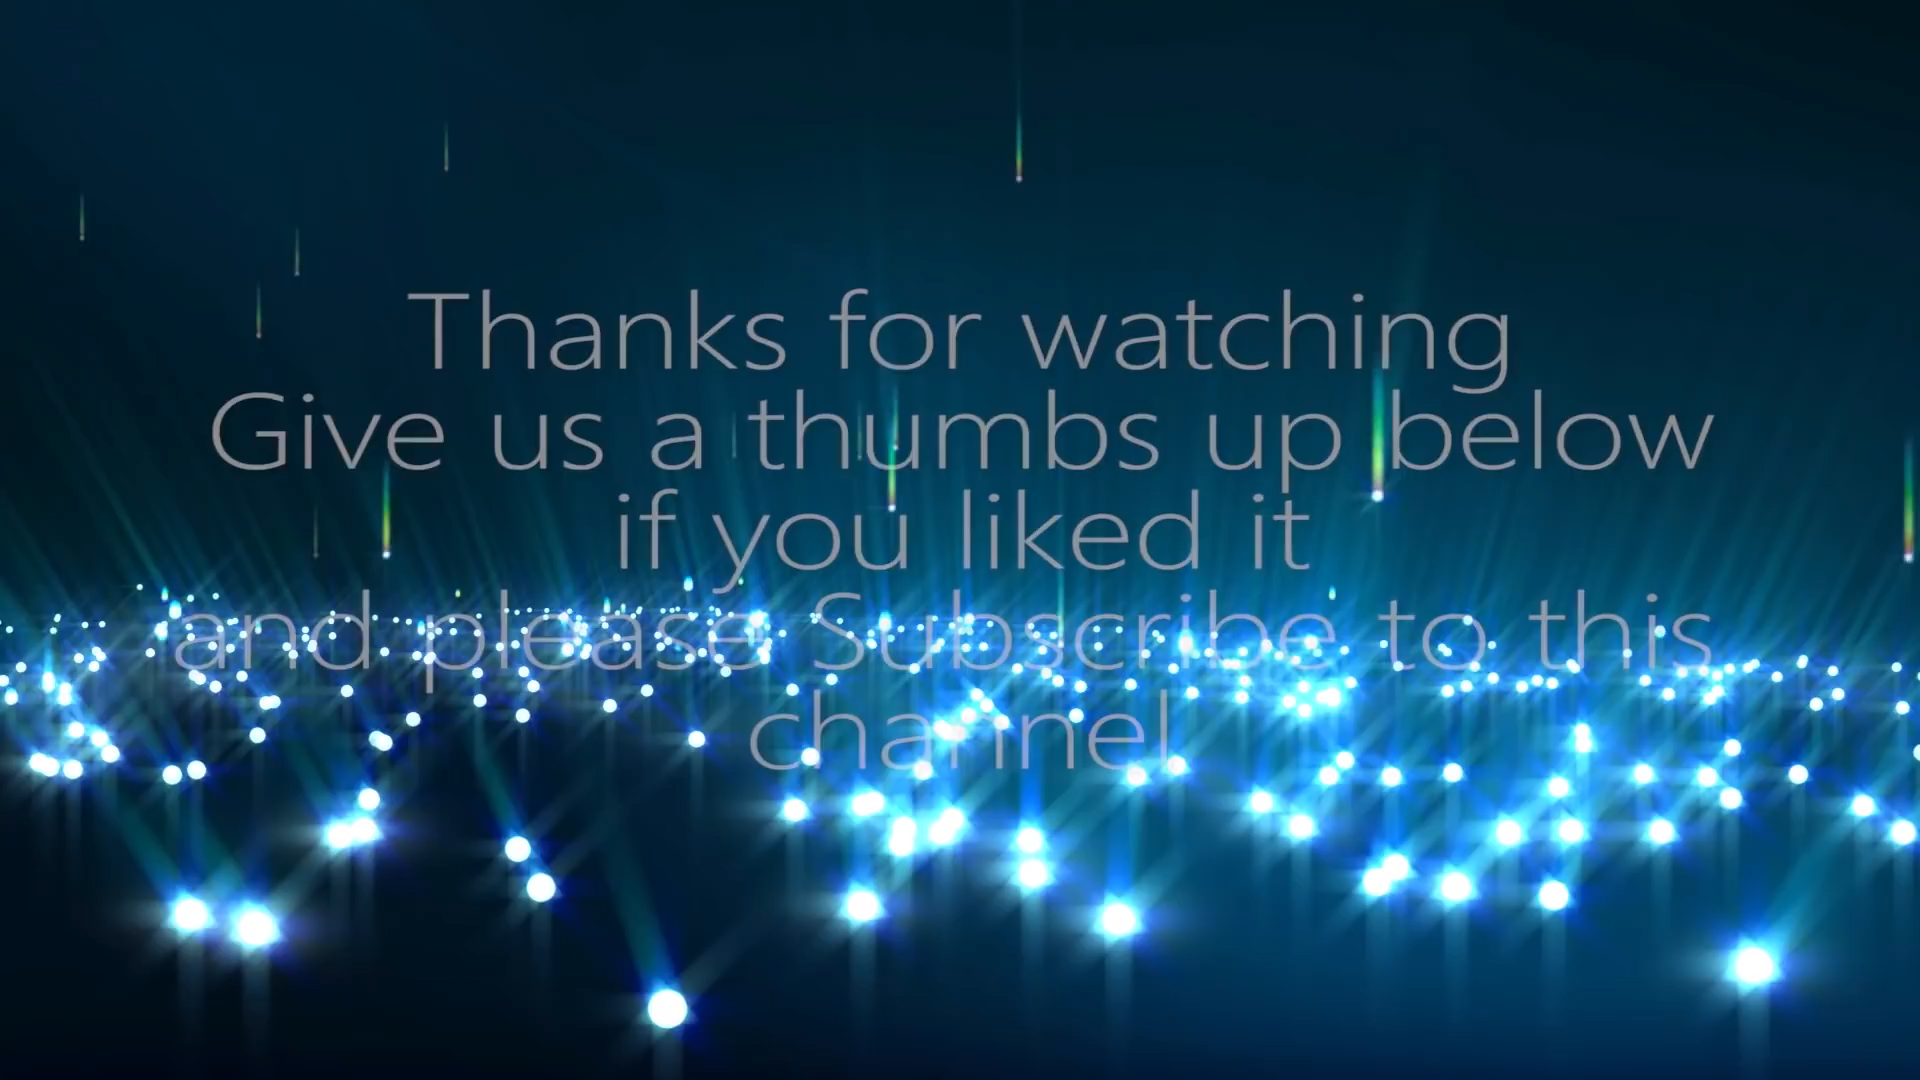 Thanks for watching
Give us a thumbs up below
if you liked it
and please Subscribe to this
channel